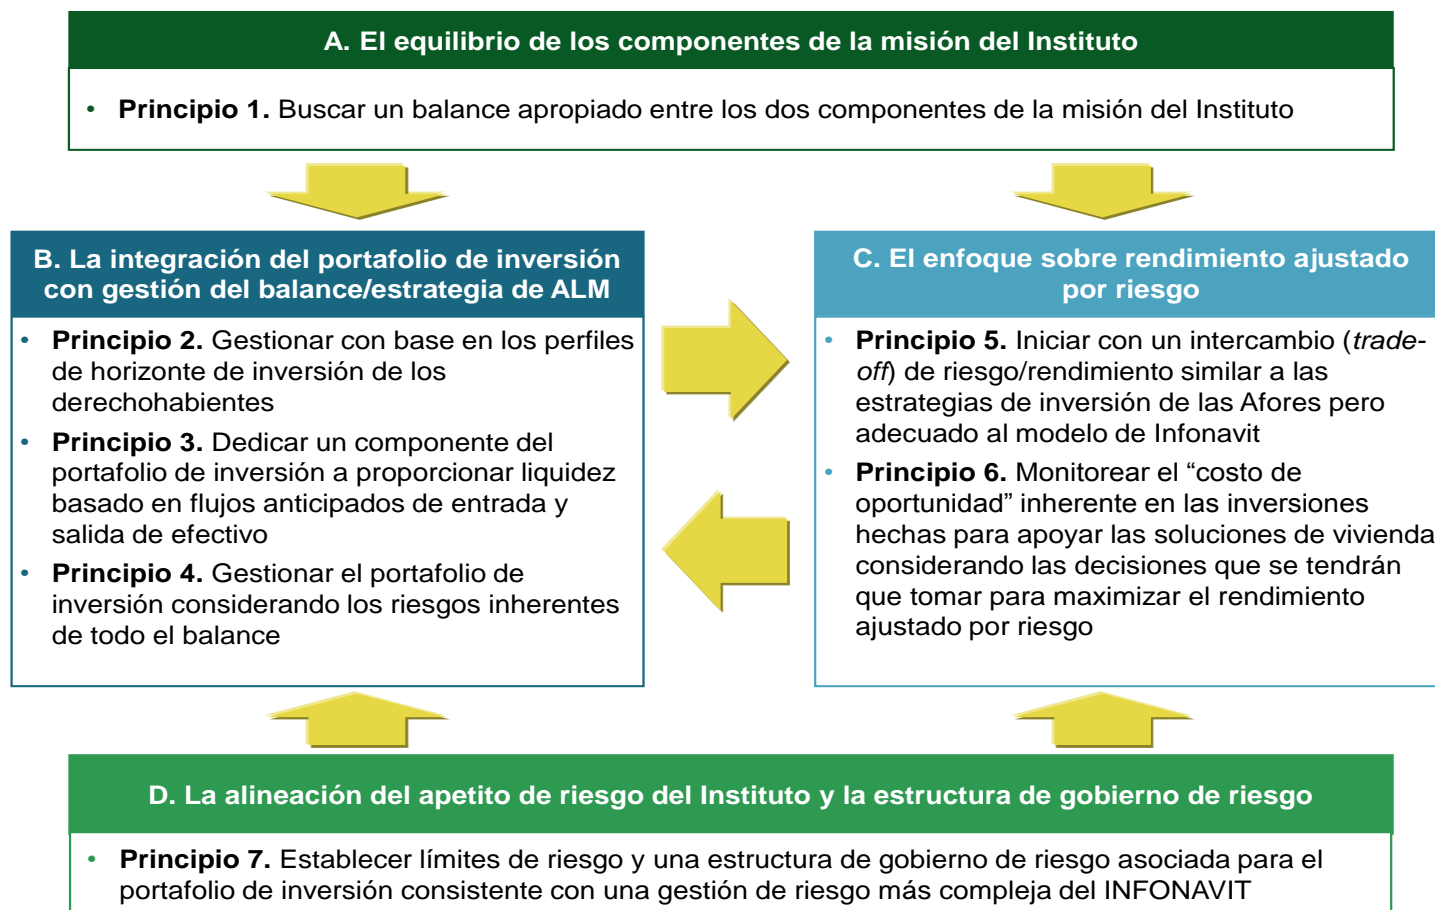 A. El equilibrio de los componentes de la misión del Instituto
• Principio 1. Buscar un balance apropiado entre los dos componentes de la misión del Instituto
B. La integración del portafolio de inversión
con gestión del balance/estrategia de ALM
• Principio 2. Gestionar con base en los perfiles
de horizonte de inversión de los
derechohabientes
• Principio 3. Dedicar un componente del
portafolio de inversión a proporcionar liquidez
basado en flujos anticipados de entrada y
salida de efectivo
• Principio 4. Gestionar el portafolio de
inversión considerando los riesgos inherentes
de todo el balance
C. El enfoque sobre rendimiento ajustado
por riesgo
• Principio 5. Iniciar con un intercambio (trade-
off) de riesgo/rendimiento similar a las
estrategias de inversión de las Afores pero
adecuado al modelo de Infonavit
• Principio 6. Monitorear el “costo de
oportunidad” inherente en las inversiones
hechas para apoyar las soluciones de vivienda
considerando las decisiones que se tendrán
que tomar para maximizar el rendimiento
ajustado por riesgo
D. La alineación del apetito de riesgo del Instituto y la estructura de gobierno de riesgo
• Principio 7. Establecer límites de riesgo y una estructura de gobierno de riesgo asociada para el
portafolio de inversión consistente con una gestión de riesgo más compleja del INFONAVIT